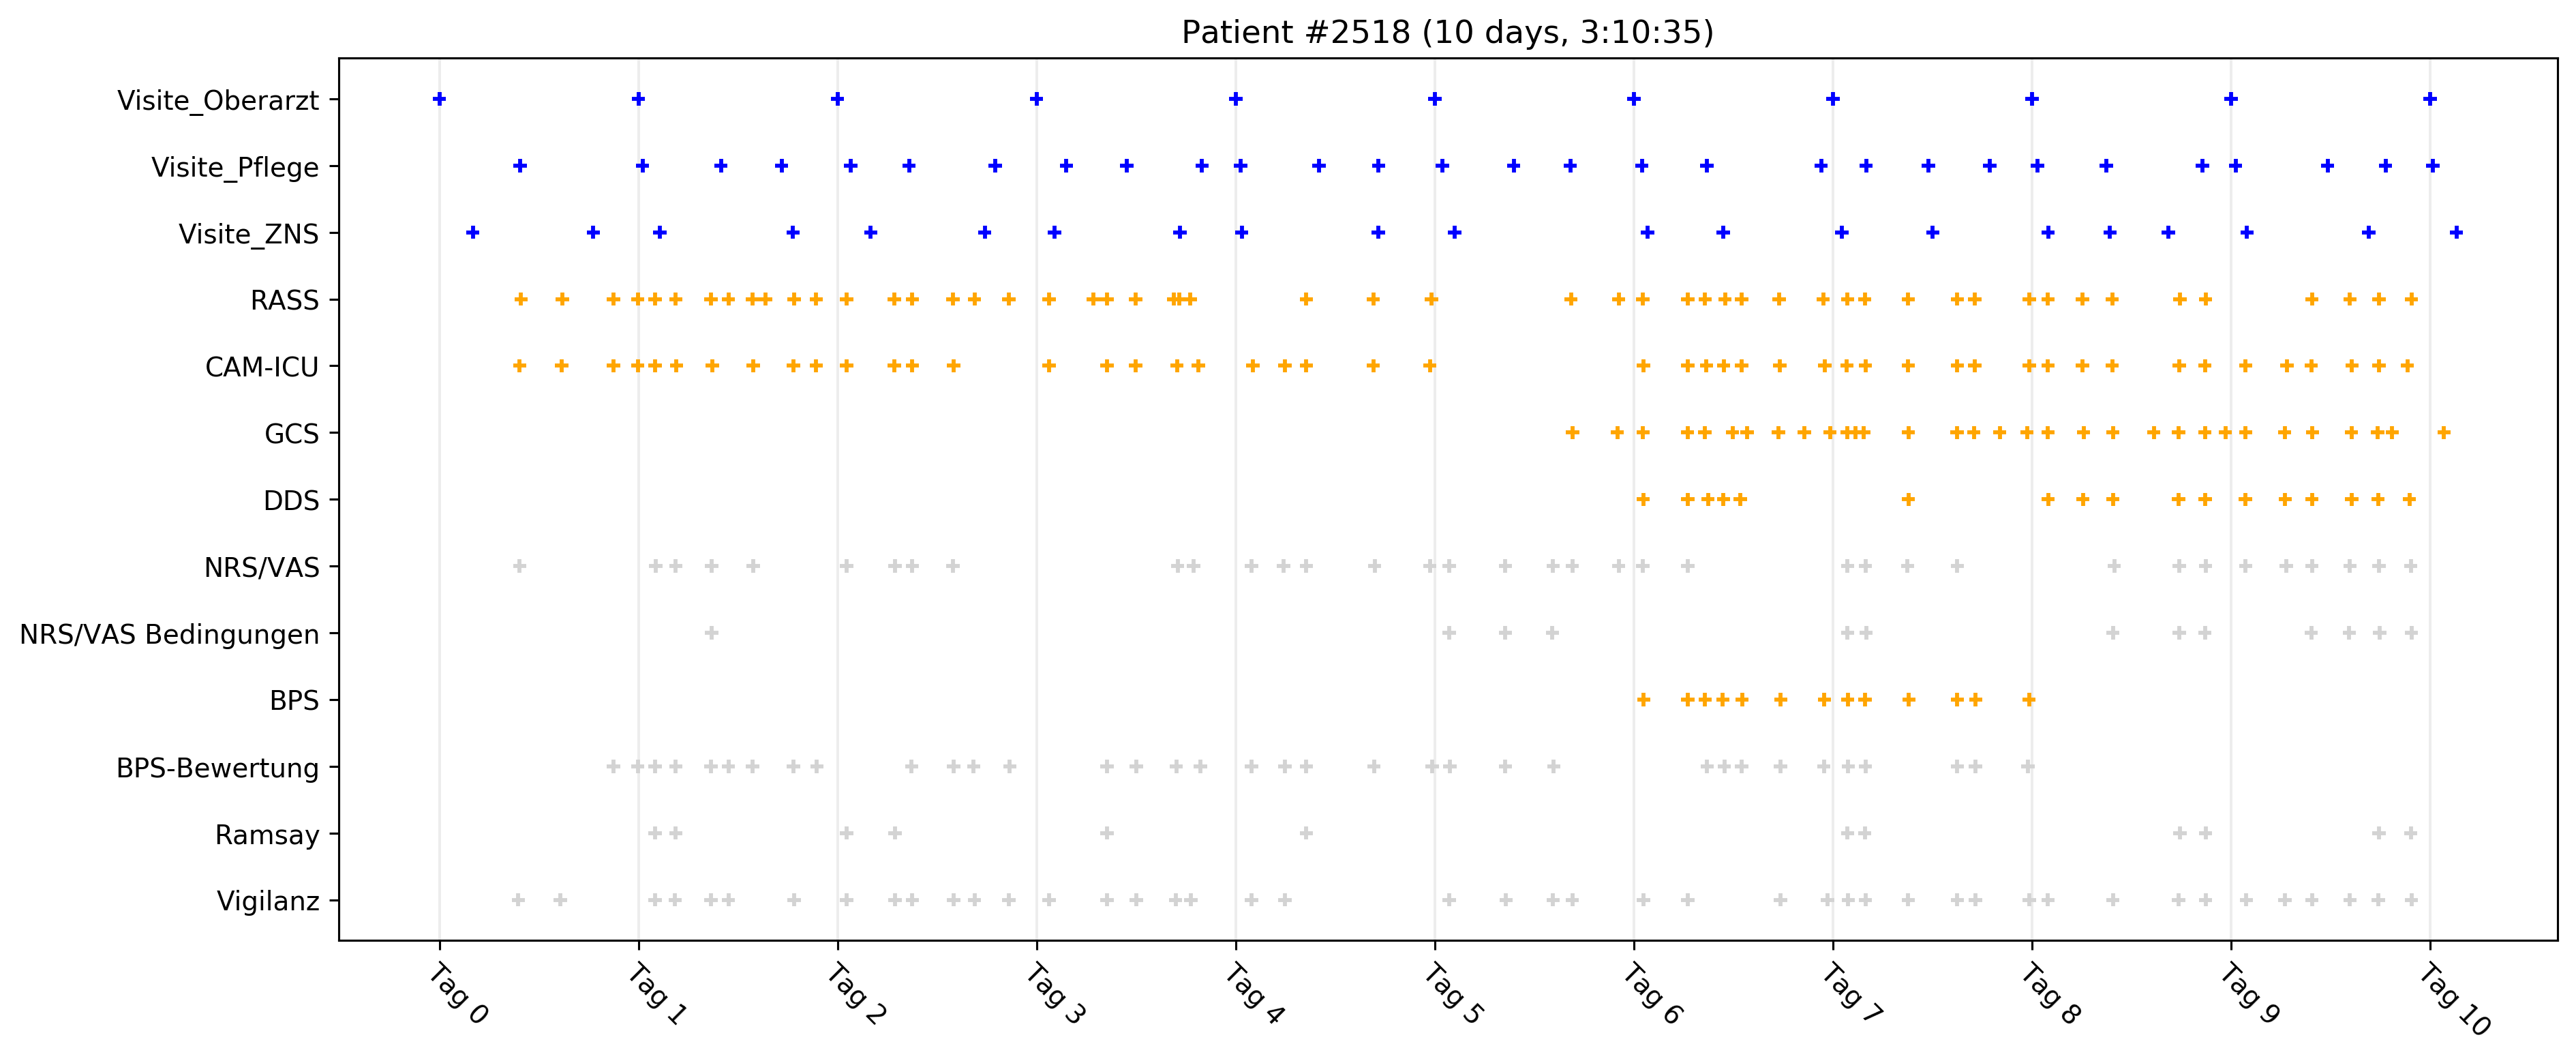 Patient #2518 (10 days, 3:10:35)
Visite_Oberarzt
Visite_Pflege
Visite_ZNS
RASS
CAM-ICU
GCS
DDS
NRS/VAS
NRS/VAS Bedingungen
BPS
BPS-Bewertung
Ramsay
Vigilanz
Tag 0
Tag 1
Tag 2
Tag 3
Tag 4
Tag 5
Tag 6
Tag 7
Tag 8
Tag 9
Tag 10